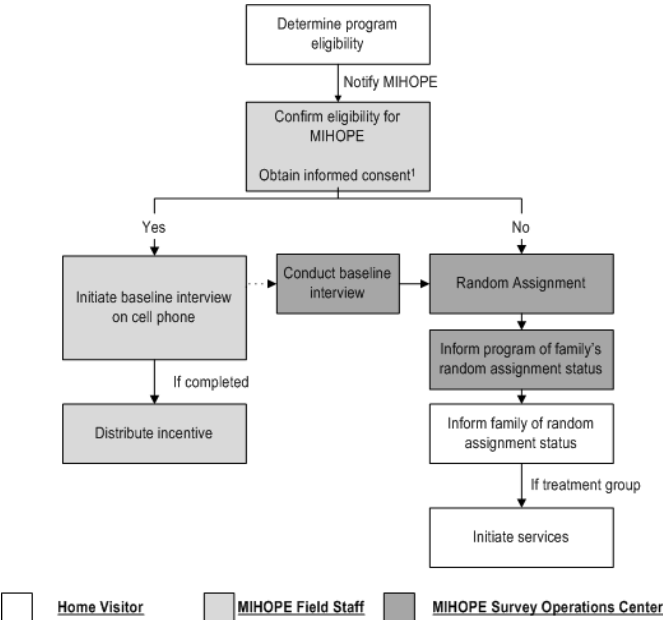 Determine program
eligibility
Notify MIHOPE
Confirm eligibility for
MIHOPE
Obtain informed consent¹
Yes
No
Initiate baseline interview
on cell phone
Conduct baseline
interview
Random Assignment
Inform program of family's
random assignment status
If completed
Distribute incentive
Inform family of random
assignment status
If treatment group
Initiate services
Home Visitor
MIHOPE Field Staff
MIHOPE Survey Operations Center